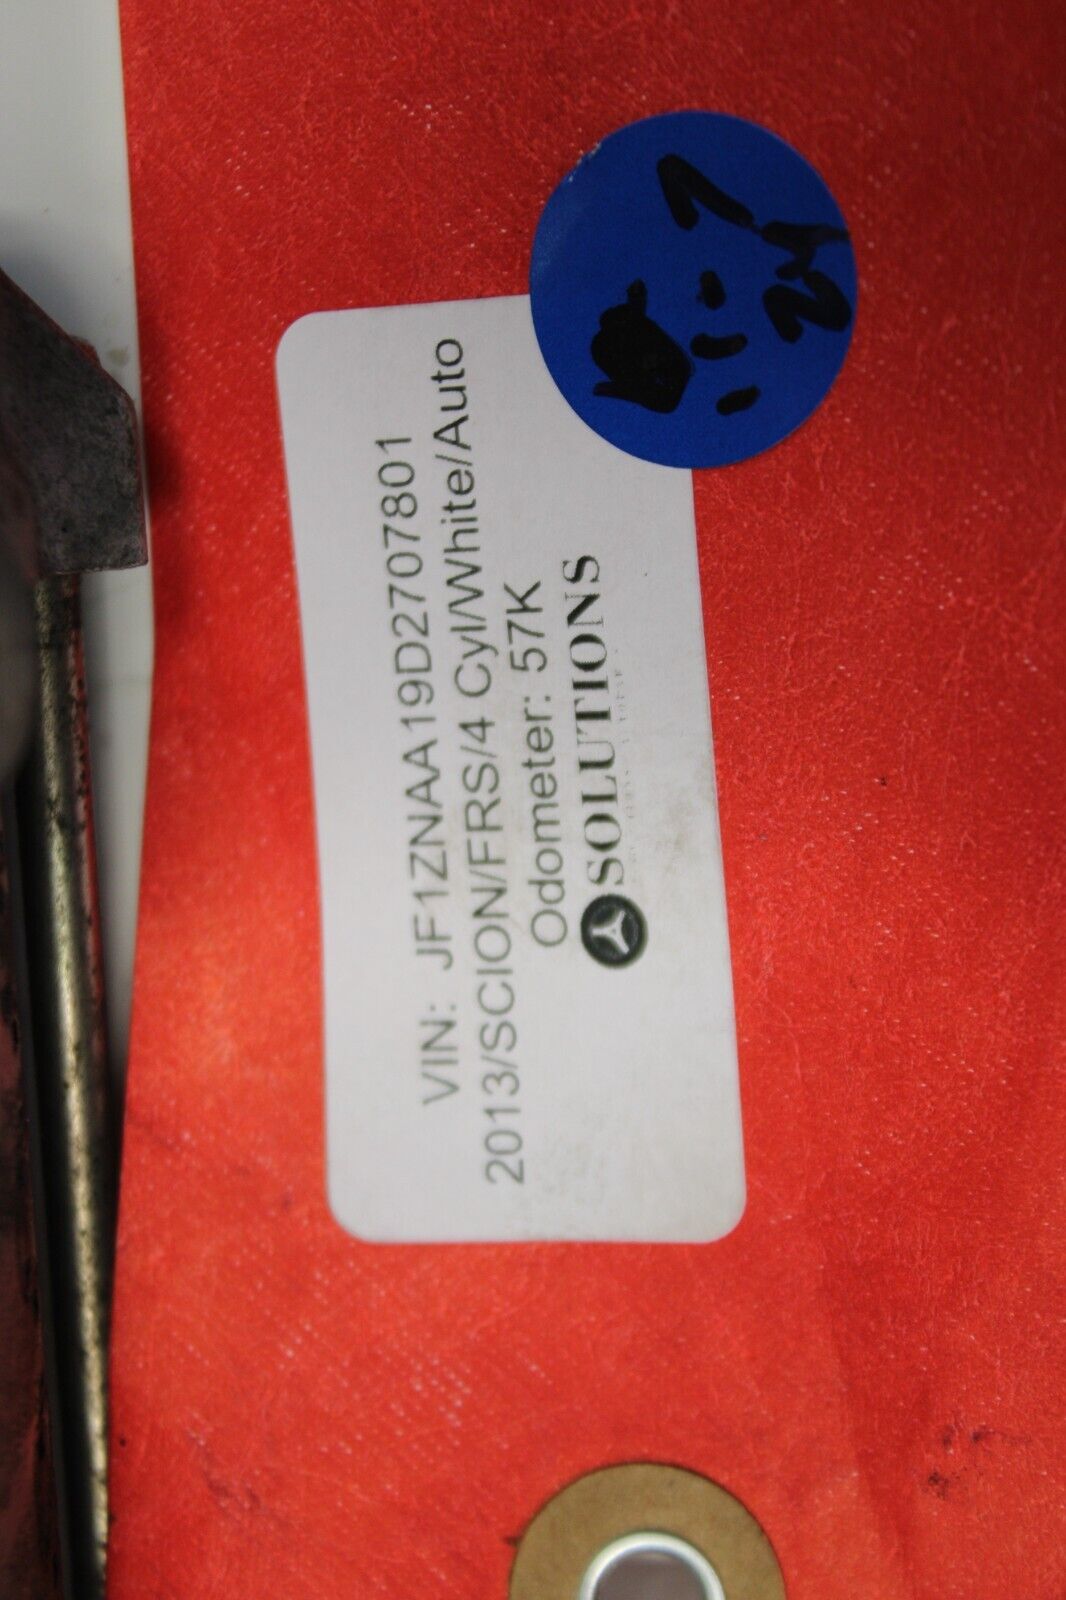 VIN: JF1ZNAA19D2707801
2013/SCION/FRS/4 Cyl/White/Auto
Odometer: 57K
SOLUTIONS